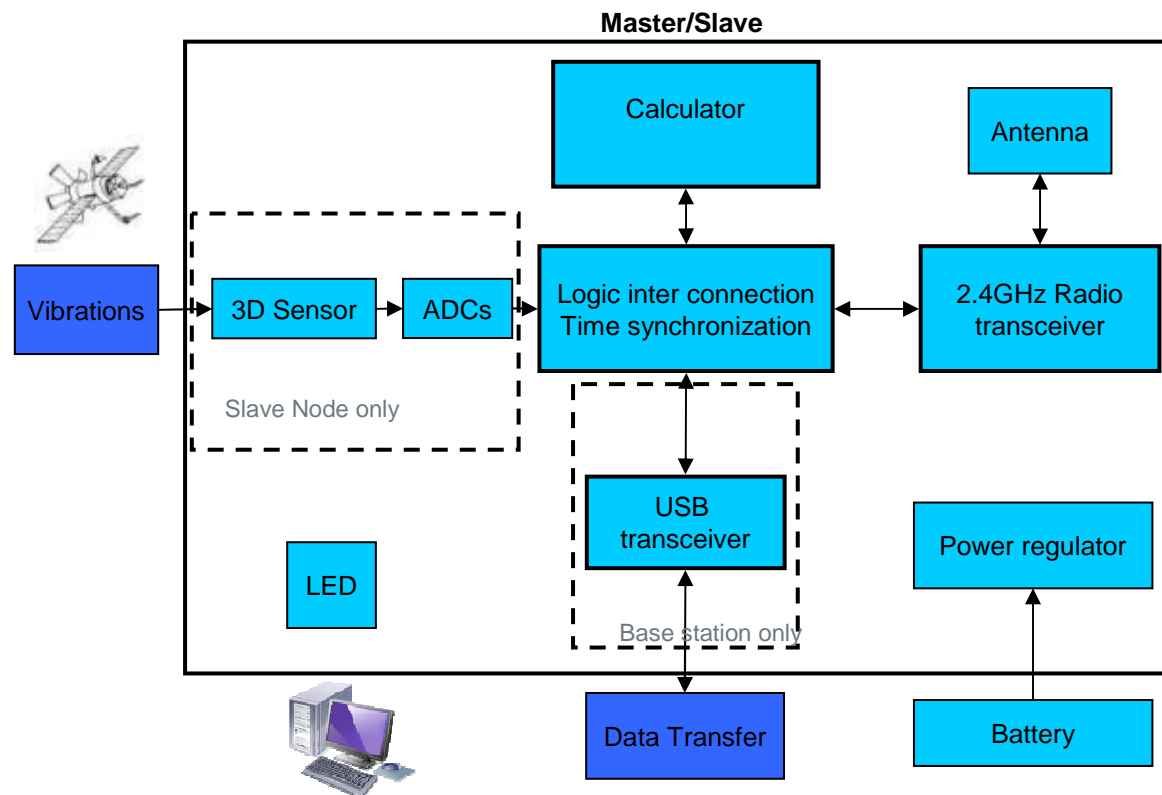 Master/Slave
Calculator
Antenna
Vibrations
3D Sensor
ADCs
Logic inter connection
Time synchronization
2.4GHz Radio
transceiver
Slave Node only
USB
transceiver
Power regulator
LED
Base station only
Data Transfer
Battery